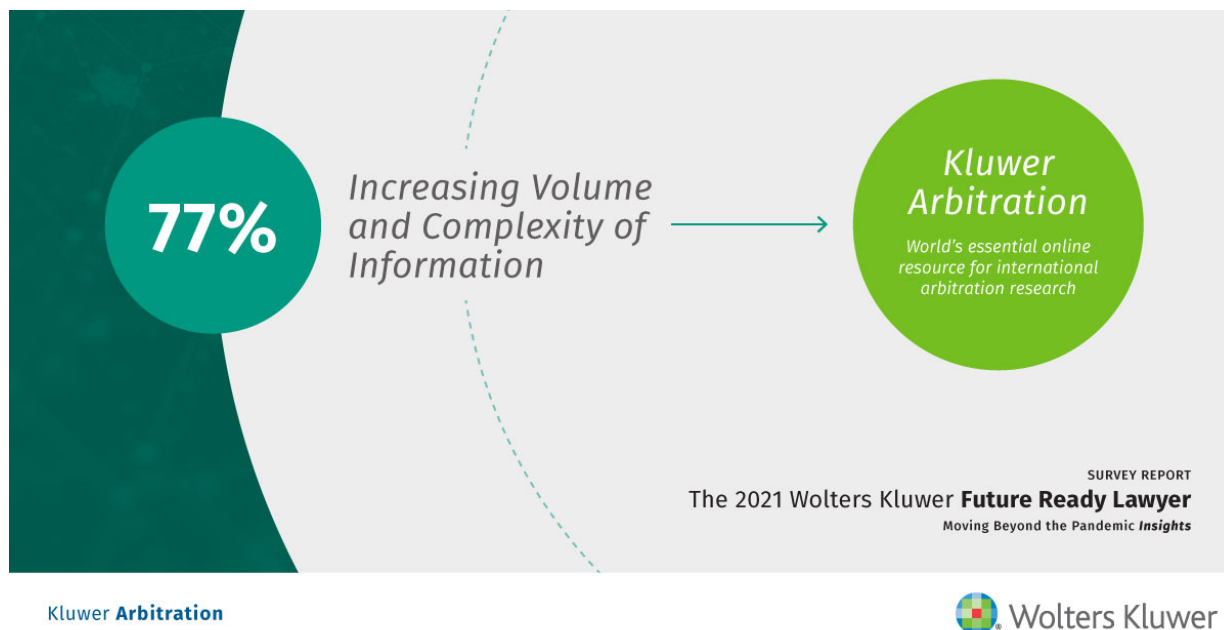 77%
Increasing Volume
and Complexity of
Information
Kluwer
Arbitration
World's essential online
resource for international
arbitration research
SURVEY REPORT
The 2021 Wolters Kluwer Future Ready Lawyer
Moving Beyond the Pandemic Insights
Kluwer Arbitration
Wolters Kluwer